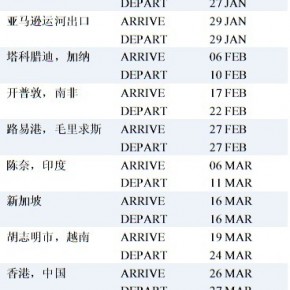 DEPART 27 JAN
亚马逊运河出口 ARRIVE 29 JAN
DEPART 29 JAN
塔科腊迪，加纳 ARRIVE 06 FEB
DEPART 10 FEB
开普敦，南非 ARRIVE 17 FEB
DEPART 22 FEB
路易港，毛里求斯 ARRIVE 27 FEB
DEPART 27 FEB
陈奈，印度 ARRIVE 06 MAR
DEPART 11 MAR
新加坡 ARRIVE 16 MAR
DEPART 16 MAR
胡志明市，越南 ARRIVE 19 MAR
DEPART 24 MAR
香港，中国 ARRIVE 26 MAR
DEPART 27 MAR